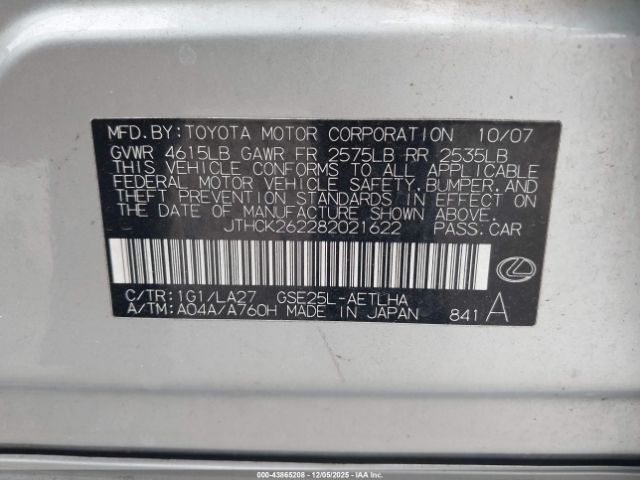 MFD.BY:TOYOTA MOTOR CORPORATION 10/07
GVWR 4615LB GAWR FR 2575LB RR 2535LB
THIS VEHICLE CONFORMS TO ALL APPLICABLE
FEDERAL MOTOR VEHICLE SAFETY,BUMPER,AND
THEFT PREVENTION STANDARDS IN EFFECT ON
THE DATE OF MANUFACTURE SHOWN ABOVE.
JTHCK262282021622 PASS.CAR
C/TR:1G1/LA27 GSE25L-AETLHA
A/TM:A04A/A760H MADE IN JAPAN 841 A
000-43865208 - 12/05/2025 - IAA Inc. - Copyright